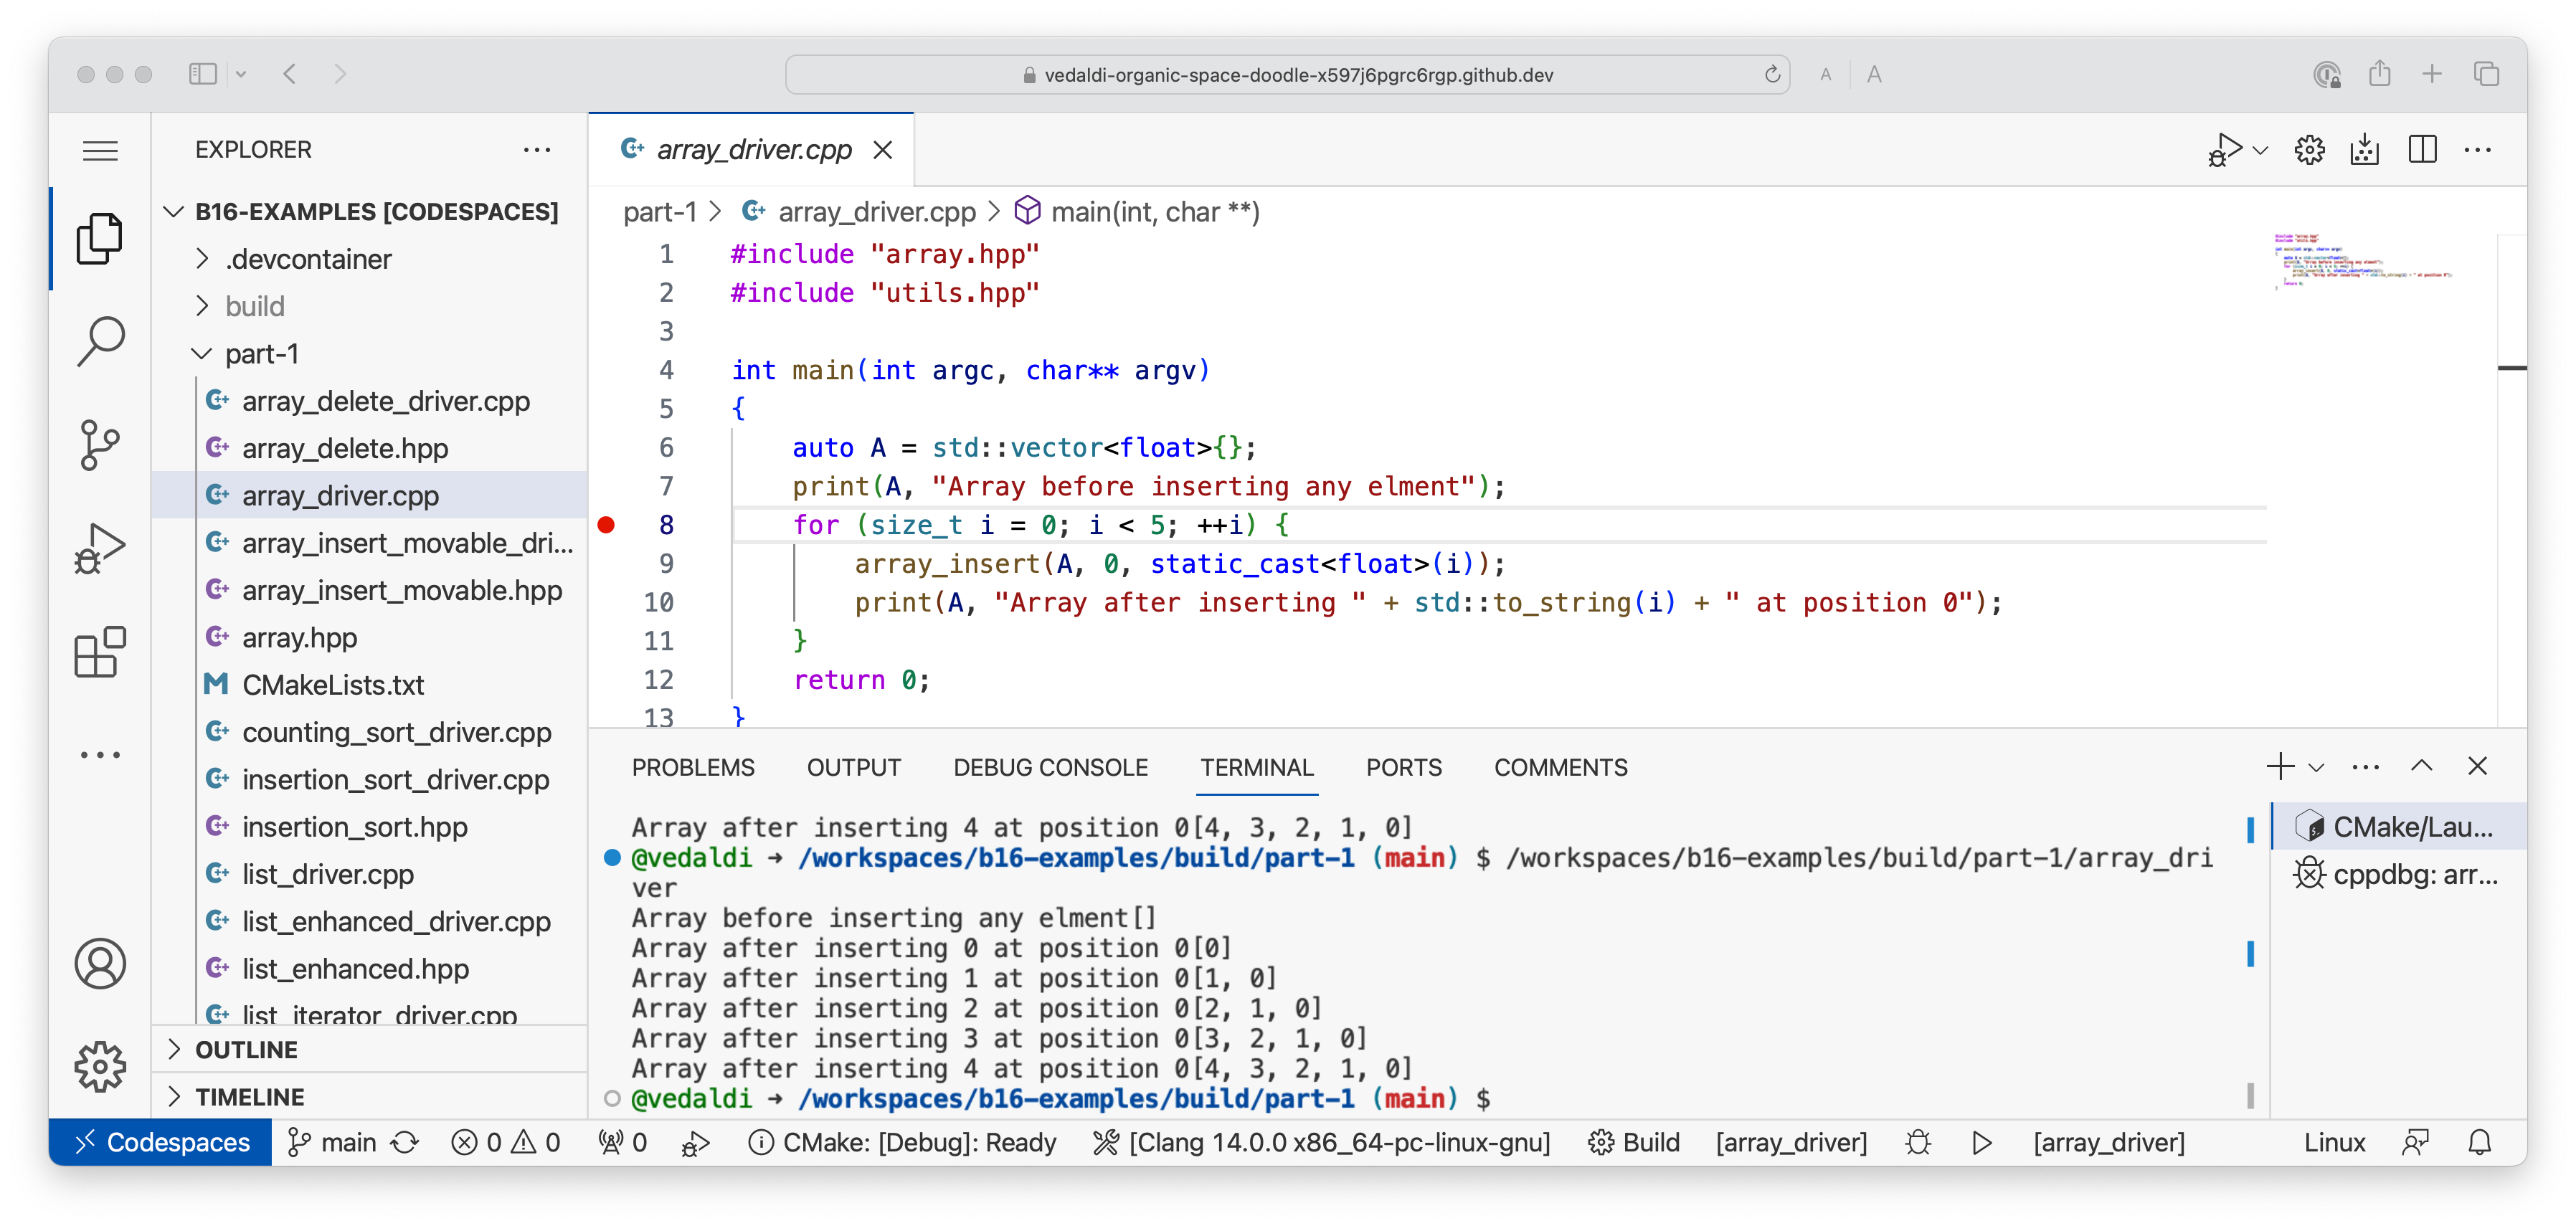 vedaldi-organic-space-doodle-x597j6pgrc6rgp.github.dev
A A
EXPLORER
B16-EXAMPLES [CODESPACES]
.devcontainer
build
part-1
array_delete_driver.cpp
array_delete.hpp
array_driver.cpp
array_insert_movable_dri...
array_insert_movable.hpp
array.hpp
CMakeLists.txt
counting_sort_driver.cpp
insertion_sort_driver.cpp
insertion_sort.hpp
list_driver.cpp
list_enhanced_driver.cpp
list_enhanced.hpp
list_iterator_driver.cpp
OUTLINE
TIMELINE
array_driver.cpp
part-1 > array_driver.cpp > main(int, char **)
1 #include "array.hpp"
2 #include "utils.hpp"
3
4 int main(int argc, char** argv)
5 {
6     auto A = std::vector<float>{};
7     print(A, "Array before inserting any elment");
8     for (size_t i = 0; i < 5; ++i) {
9         array_insert(A, 0, static_cast<float>(i));
10         print(A, "Array after inserting " + std::to_string(i) + " at position 0");
11     }
12     return 0;
13 }
PROBLEMS OUTPUT DEBUG CONSOLE TERMINAL PORTS COMMENTS
Array after inserting 4 at position 0[4, 3, 2, 1, 0]
@vedaldi → /workspaces/b16-examples/build/part-1 (main) $ /workspaces/b16-examples/build/part-1/array_dri
ver
Array before inserting any elment[]
Array after inserting 0 at position 0[0]
Array after inserting 1 at position 0[1, 0]
Array after inserting 2 at position 0[2, 1, 0]
Array after inserting 3 at position 0[3, 2, 1, 0]
Array after inserting 4 at position 0[4, 3, 2, 1, 0]
@vedaldi → /workspaces/b16-examples/build/part-1 (main) $
CMake/Lau...
cppdbg: arr...
Codespaces main 0 0 0 CMake: [Debug]: Ready [Clang 14.0.0 x86_64-pc-linux-gnu] Build [array_driver] [array_driver] Linux